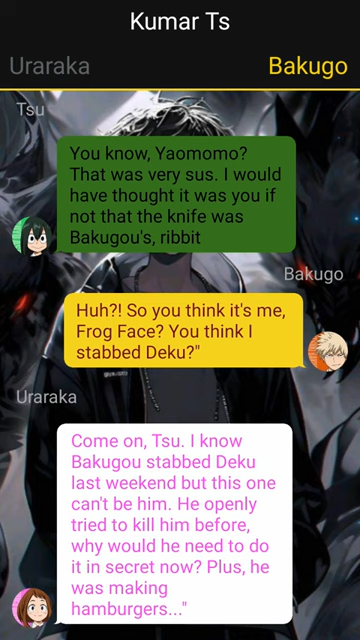 Kumar Ts
Uraraka Bakugo
Tsu
You know, Yaomomo?
That was very sus. I would
have thought it was you if
not that the knife was
Bakugou's, ribbit
Bakugo
Huh?! So you think it's me,
Frog Face? You think I
stabbed Deku?"
Uraraka
Come on, Tsu. I know
Bakugou stabbed Deku
last weekend but this one
can't be him. He openly
tried to kill him before,
why would he need to do
it in secret now? Plus, he
was making
hamburgers..."